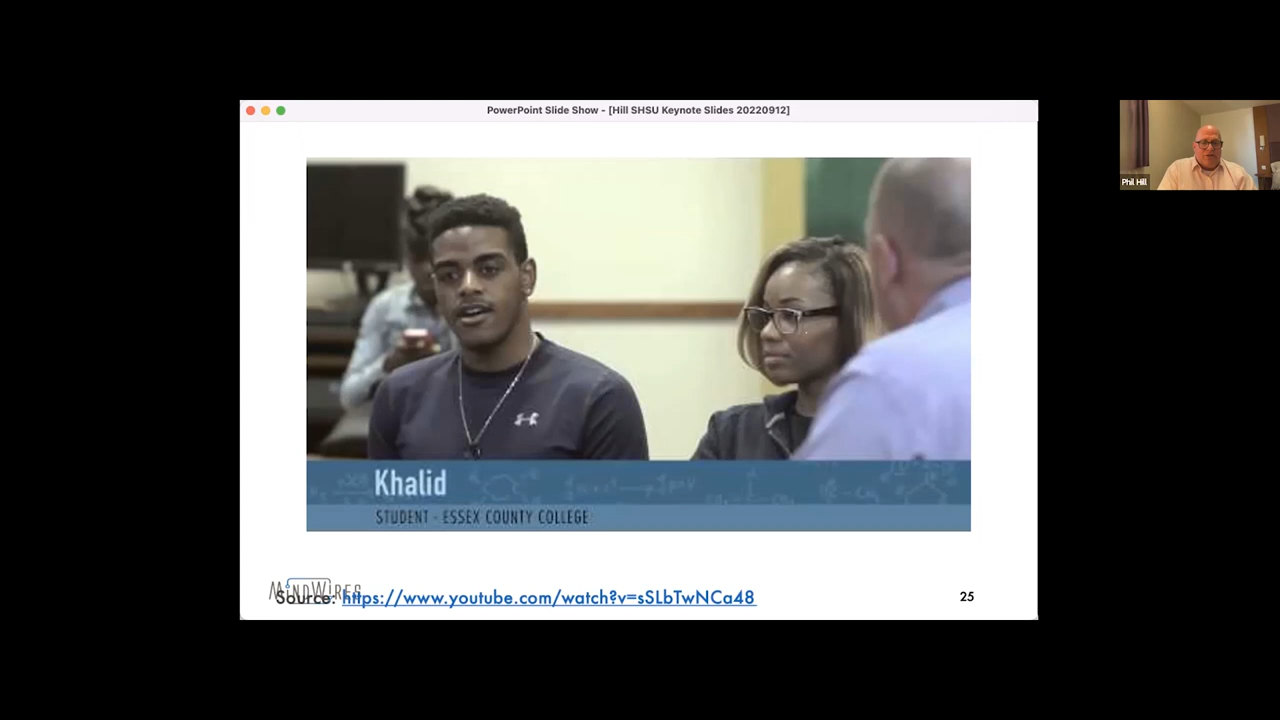 PowerPoint Slide Show - [Hill SHSU Keynote Slides 20220912]
Phil Hill
Khalid
STUDENT - ESSEX COUNTY COLLEGE
MINDWIRES
Source: https://www.youtube.com/watch?v=sSLbTwNCa48
25